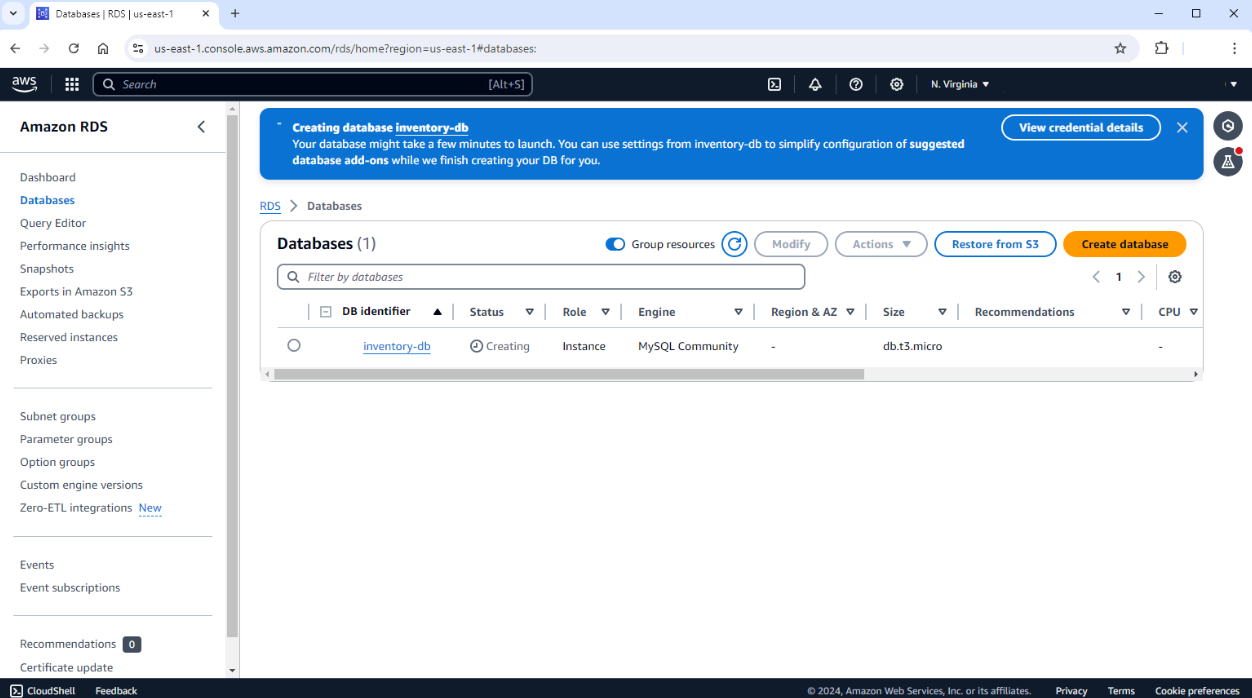 Databases | RDS | us-east-1
us-east-1.console.aws.amazon.com/rds/home?region=us-east-1#databases:
aws
Search [Alt+S]
N. Virginia
Amazon RDS
Dashboard
Databases
Query Editor
Performance insights
Snapshots
Exports in Amazon S3
Automated backups
Reserved instances
Proxies
Subnet groups
Parameter groups
Option groups
Custom engine versions
Zero-ETL integrations New
Events
Event subscriptions
Recommendations 0
Certificate update
Creating database inventory-db
Your database might take a few minutes to launch. You can use settings from inventory-db to simplify configuration of suggested
database add-ons while we finish creating your DB for you.
View credential details
RDS > Databases
Databases (1)
Group resources
Modify
Actions
Restore from S3
Create database
Filter by databases
1
DB identifier Status Role Engine Region & AZ Size Recommendations CPU
inventory-db Creating Instance MySQL Community - db.t3.micro -
CloudShell Feedback
© 2024, Amazon Web Services, Inc. or its affiliates. Privacy Terms Cookie preferences